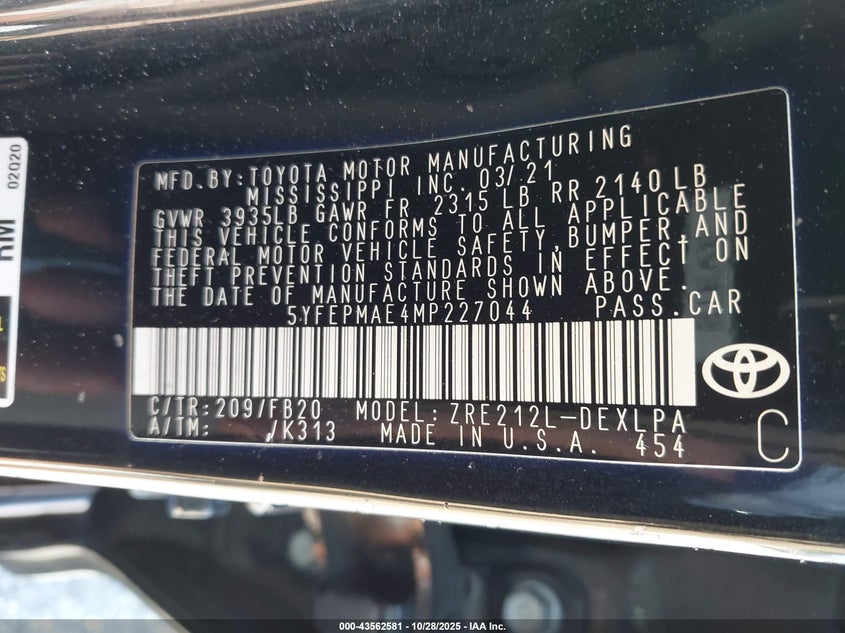 02Q20
RM
MFD. BY: TOYOTA MOTOR MANUFACTURING
MISSISSIPPI INC. 03/21
GVWR 3935LB GAWR FR 2315 LB RR 2140 LB
THIS VEHICLE CONFORMS TO ALL APPLICABLE
FEDERAL MOTOR VEHICLE SAFETY, BUMPER, AND
THEFT PREVENTION STANDARDS IN EFFECT ON
THE DATE OF MANUFACTURE SHOWN ABOVE.
5YFEPMAE4MP227044 PASS. CAR
C/TR: 209/FB20 MODEL: ZRE212L-DEXLPA
A/TM: /K313 MADE IN U.S.A. 454 C
000-43562581 | 10/28/2025 - IAA Inc.